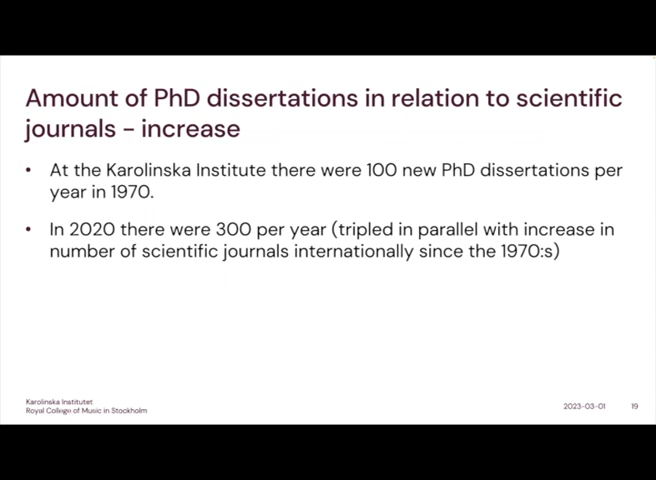 Amount of PhD dissertations in relation to scientific
journals – increase
• At the Karolinska Institute there were 100 new PhD dissertations per
year in 1970.
• In 2020 there were 300 per year (tripled in parallel with increase in
number of scientific journals internationally since the 1970:s)
Karolinska Institutet
Royal College of Music in Stockholm
2023-03-01
19